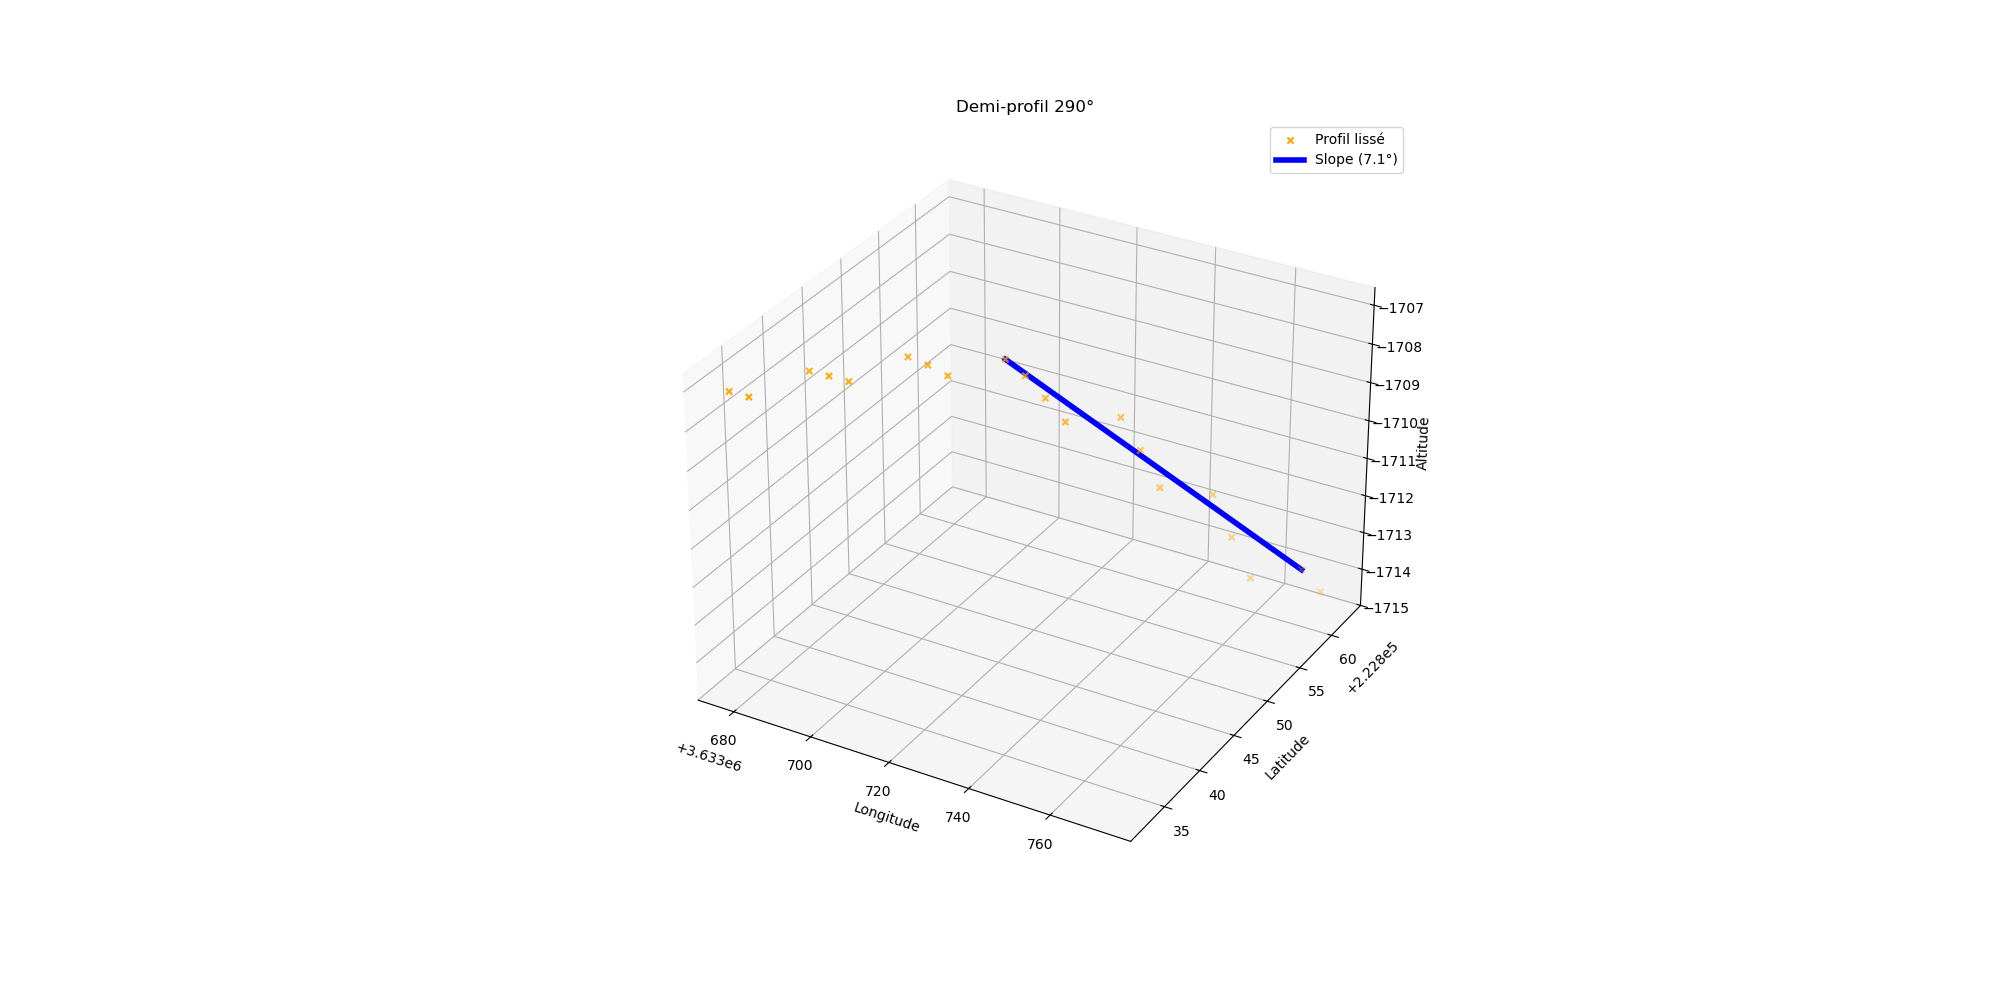 Demi-profil 290°
Profil lissé
Slope (7.1°)
−1707
−1708
−1709
−1710
−1711
−1712
−1713
−1714
−1715
Altitude
60
55
50
45
40
35
+2.228e5
Latitude
680
700
720
740
760
+3.633e6
Longitude